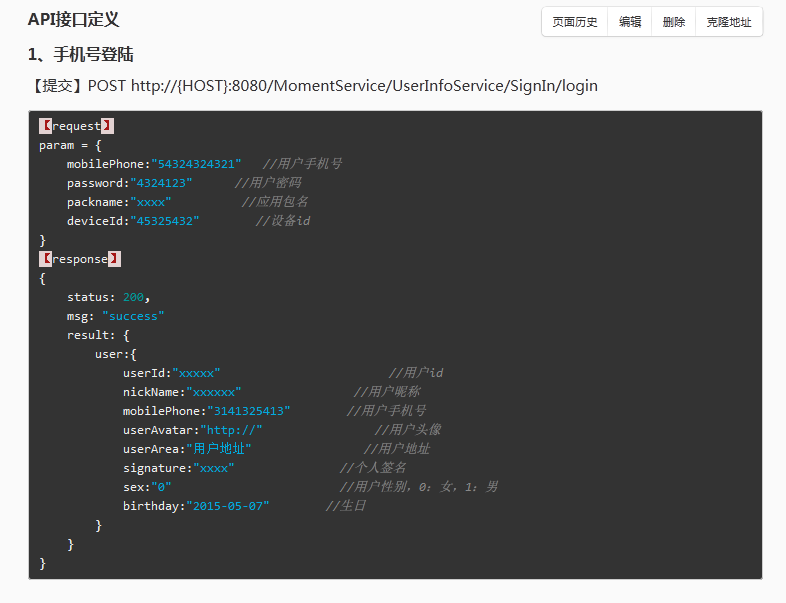 API接口定义
页面历史 编辑 删除 克隆地址
1、手机号登陆
【提交】POST http://{HOST}:8080/MomentService/UserInfoService/SignIn/login
【request】
param = {
mobilePhone:"54324324321" //用户手机号
password:"4324123" //用户密码
packname:"xxxx" //应用包名
deviceId:"45325432" //设备id
}
【response】
{
status: 200,
msg: "success"
result: {
user:{
userId:"xxxxx" //用户id
nickName:"xxxxxx" //用户昵称
mobilePhone:"3141325413" //用户手机号
userAvatar:"http://" //用户头像
userArea:"用户地址" //用户地址
signature:"xxxx" //个人签名
sex:"0" //用户性别，0：女，1：男
birthday:"2015-05-07" //生日
}
}
}